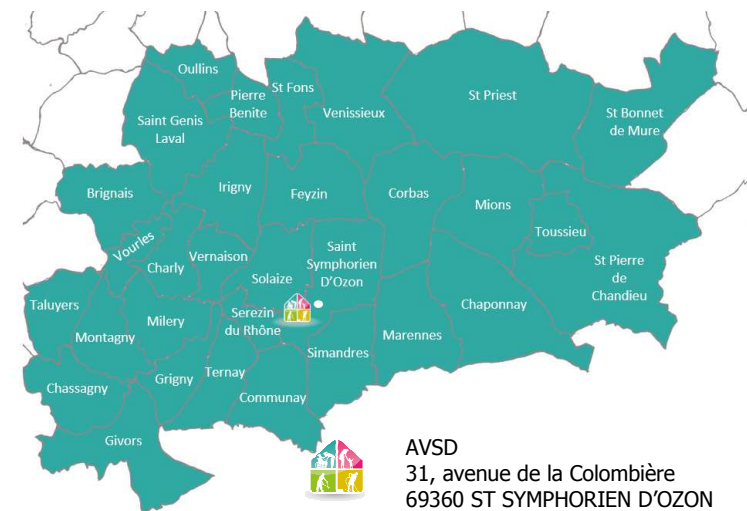 Oullins
Pierre
Benite
St Fons
Venissieux
St Priest
St Bonnet
de Mure
Saint Genis
Laval
Brignais
Irigny
Feyzin
Corbas
Mions
Toussieu
St Pierre
de
Chandieu
Vourles
Charly
Vernaison
Solaize
Saint
Symphorien
D'Ozon
Chaponnay
Taluyers
Montagny
Milery
Serezin
du Rhône
Simandres
Marennes
Chassagny
Grigny
Ternay
Communay
Givors
AVSD
31, avenue de la Colombière
69360 ST SYMPHORIEN D'OZON